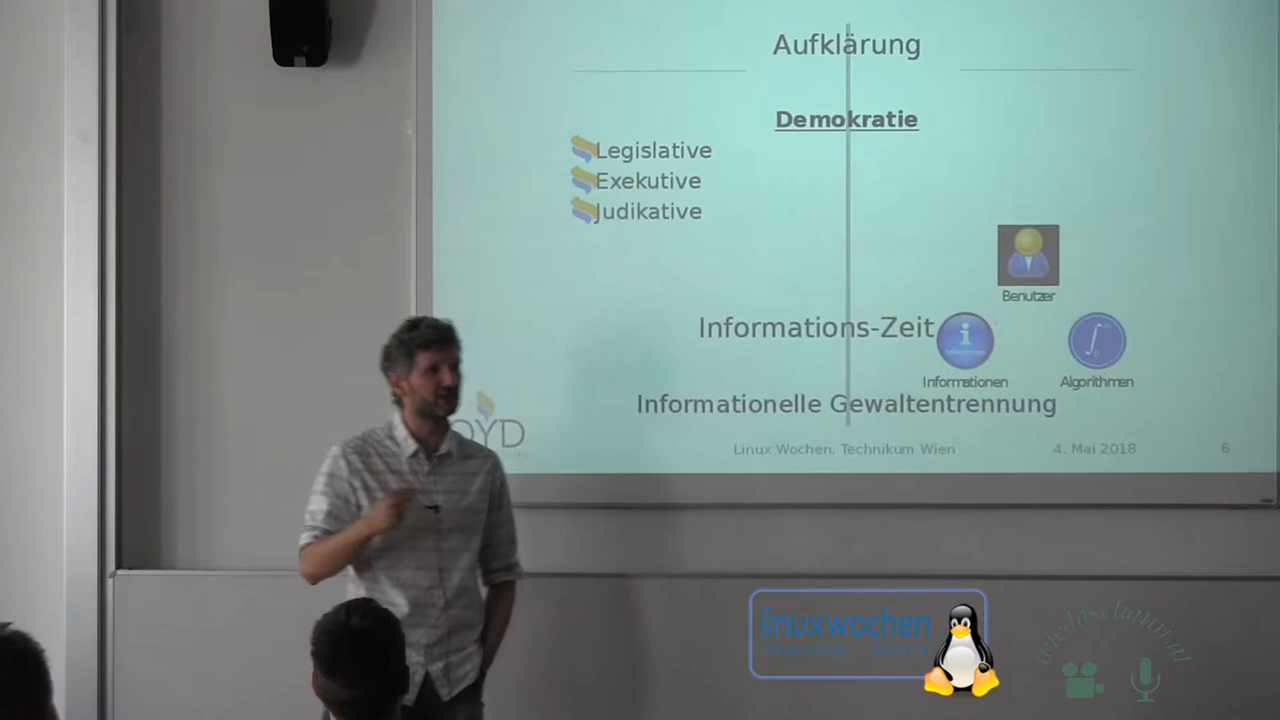 Aufklärung
Demokratie
Legislative
Exekutive
Judikative
Benutzer
Informations-Zeit
i
Informationen
Algorithmen
Informationelle Gewaltentrennung
OYD
Linux Wochen, Technikum Wien
4. Mai 2018
6
linuxwochen